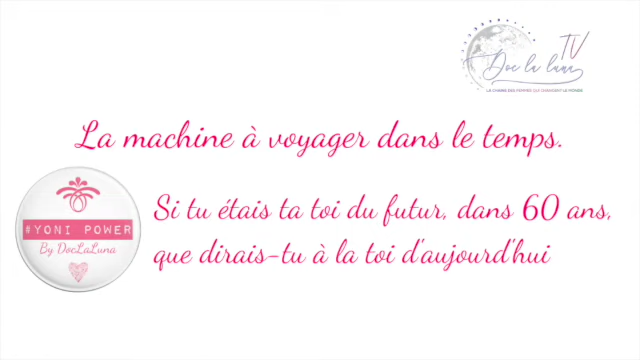 TV
Doc la luna
LA CHAINE DES FEMMES QUI CHANGENT LE MONDE
La machine à voyager dans le temps.
#YONI POWER
By DocLaLuna
Si tu étais ta toi du futur, dans 60 ans,
que dirais-tu à la toi d'aujourd'hui